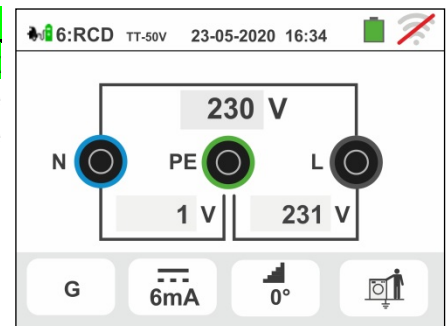 6:RCD TT-50V 23-05-2020 16:34
230 V
N PE L
1 V 231 V
G 6mA 0°